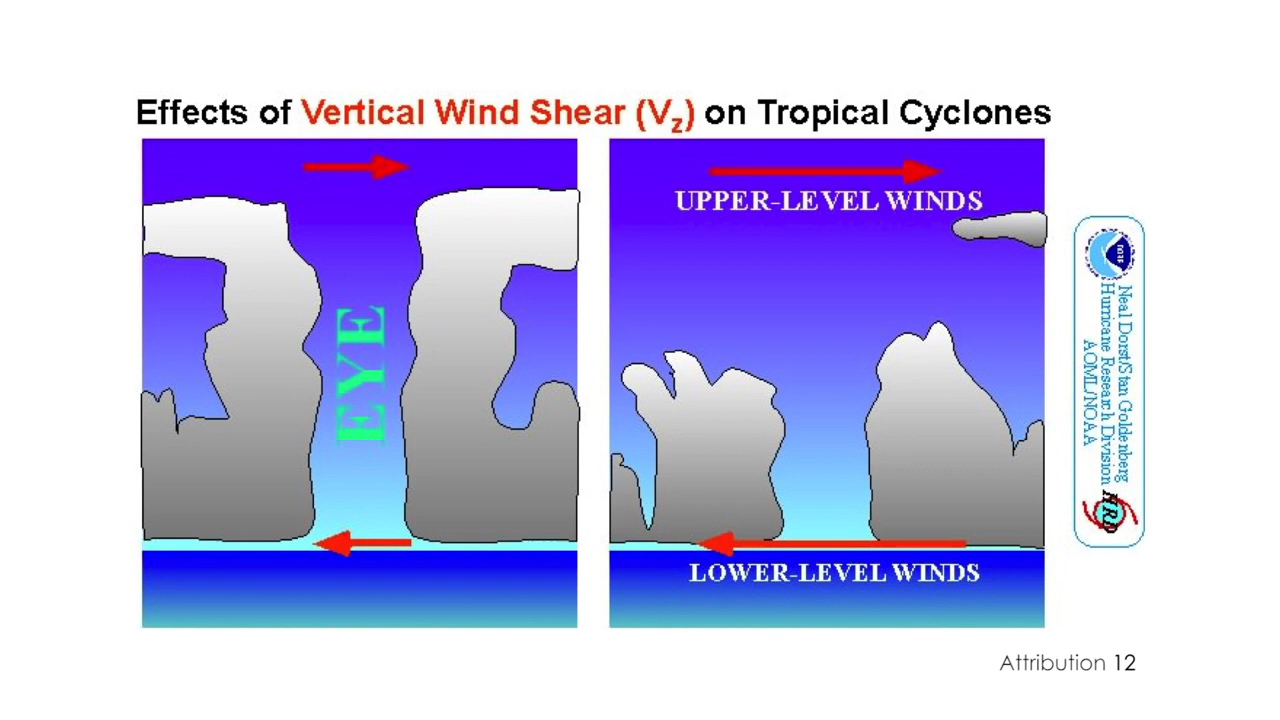 Effects of Vertical Wind Shear (Vz) on Tropical Cyclones
EYE
UPPER-LEVEL WINDS
LOWER-LEVEL WINDS
Neal Dorst/Stan Goldenberg
Hurricane Research Division
AOML/NOAA
HRD
Attribution 12